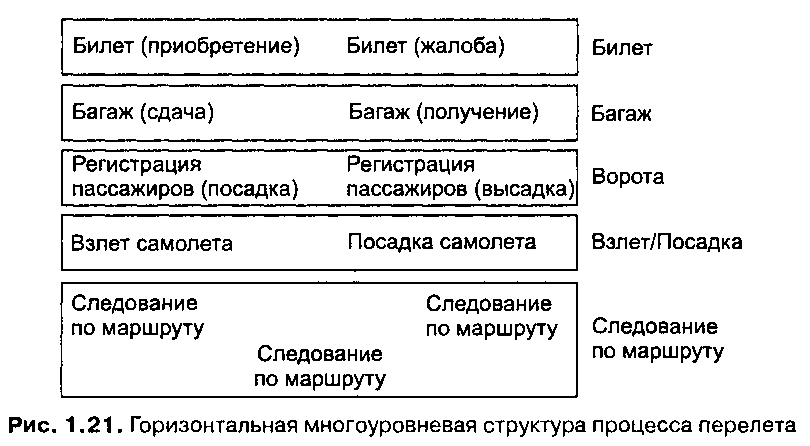 Билет (приобретение) Билет (жалоба) Билет
Багаж (сдача) Багаж (получение) Багаж
Регистрация Регистрация
пассажиров (посадка) пассажиров (высадка) Ворота
Взлет самолета Посадка самолета Взлет/Посадка
Следование Следование
по маршруту по маршруту Следование
Следование по маршруту
по маршруту
Рис. 1.21. Горизонтальная многоуровневая структура процесса перелета